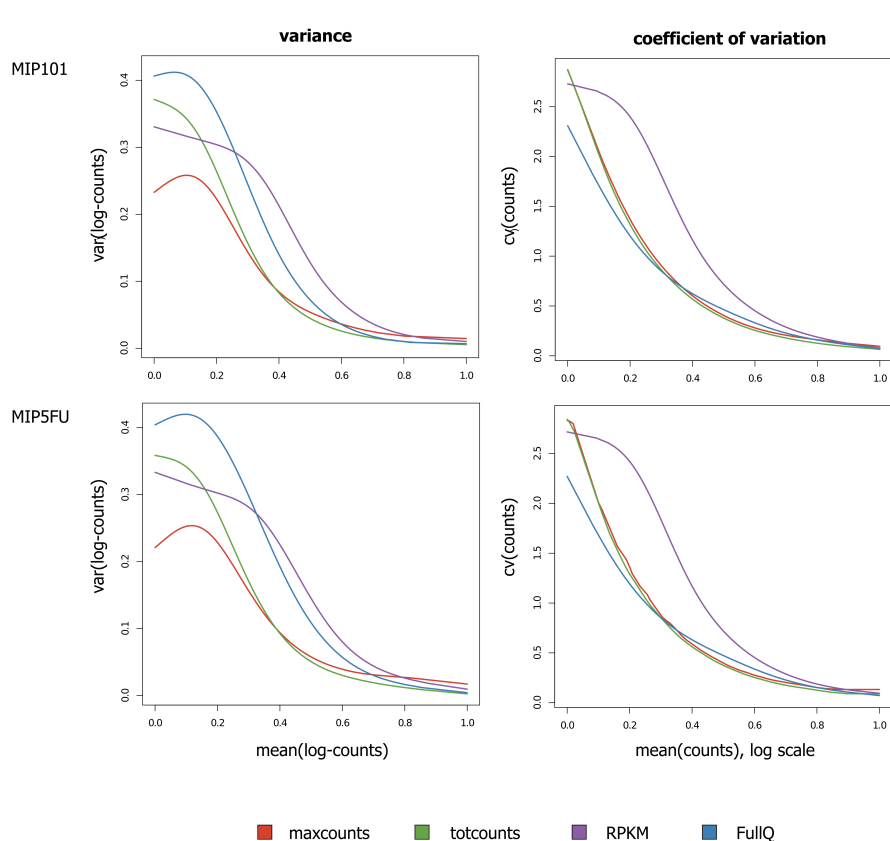 variance
coefficient of variation
MIP101
var(log-counts)
0.0 0.1 0.2 0.3 0.4
0.0 0.2 0.4 0.6 0.8 1.0
cv(counts)
0.0 0.5 1.0 1.5 2.0 2.5
0.0 0.2 0.4 0.6 0.8 1.0
MIP5FU
var(log-counts)
0.0 0.1 0.2 0.3 0.4
0.0 0.2 0.4 0.6 0.8 1.0
mean(log-counts)
cv(counts)
0.0 0.5 1.0 1.5 2.0 2.5
0.0 0.2 0.4 0.6 0.8 1.0
mean(counts), log scale
maxcounts totcounts RPKM FullQ